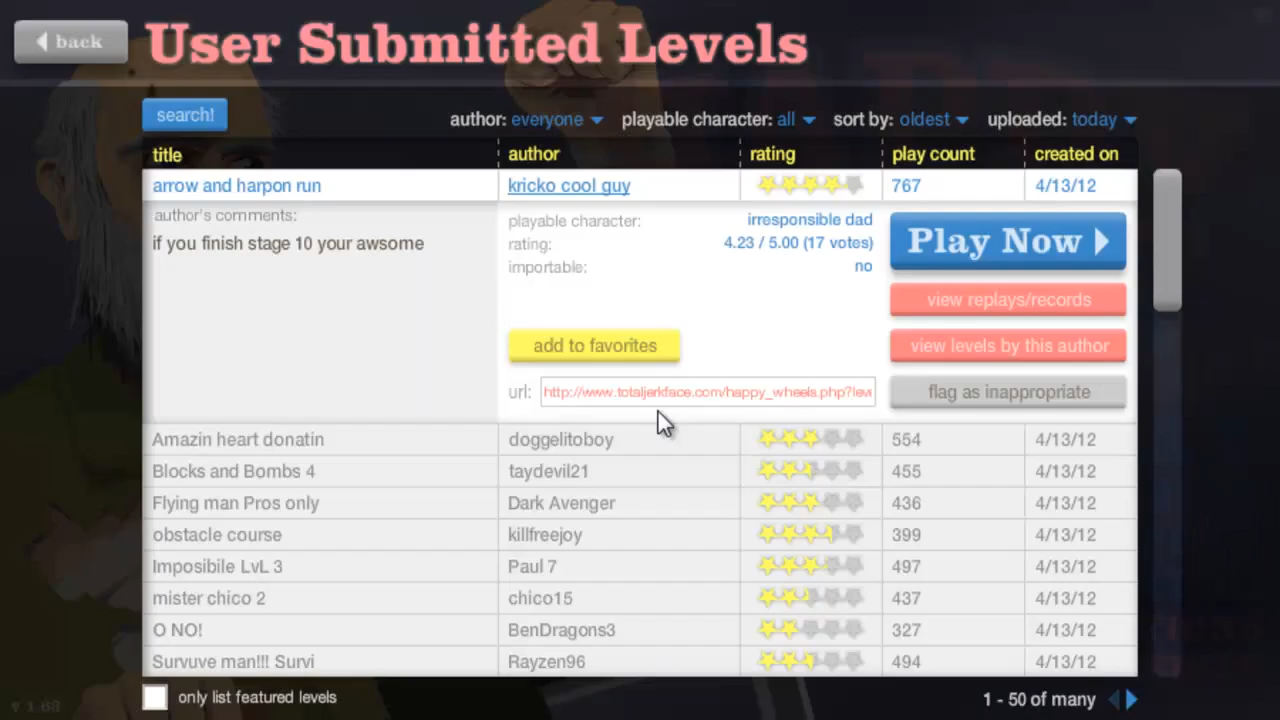 back
User Submitted Levels
search!
author: everyone playable character: all sort by: oldest uploaded: today
title author rating play count created on
arrow and harpon run kricko cool guy 767 4/13/12
author's comments:
if you finish stage 10 your awsome
playable character: irresponsible dad
rating: 4.23 / 5.00 (17 votes)
importable: no
Play Now
view replays/records
add to favorites
view levels by this author
url: http://www.totaljerkface.com/happy_wheels.php?lev
flag as inappropriate
Amazin heart donatin doggelitoboy 554 4/13/12
Blocks and Bombs 4 taydevil21 455 4/13/12
Flying man Pros only Dark Avenger 436 4/13/12
obstacle course killfreejoy 399 4/13/12
Imposibile LvL 3 Paul 7 497 4/13/12
mister chico 2 chico15 437 4/13/12
O NO! BenDragons3 327 4/13/12
Survuve man!!! Survi Rayzen96 494 4/13/12
only list featured levels
1 - 50 of many
v 1.68